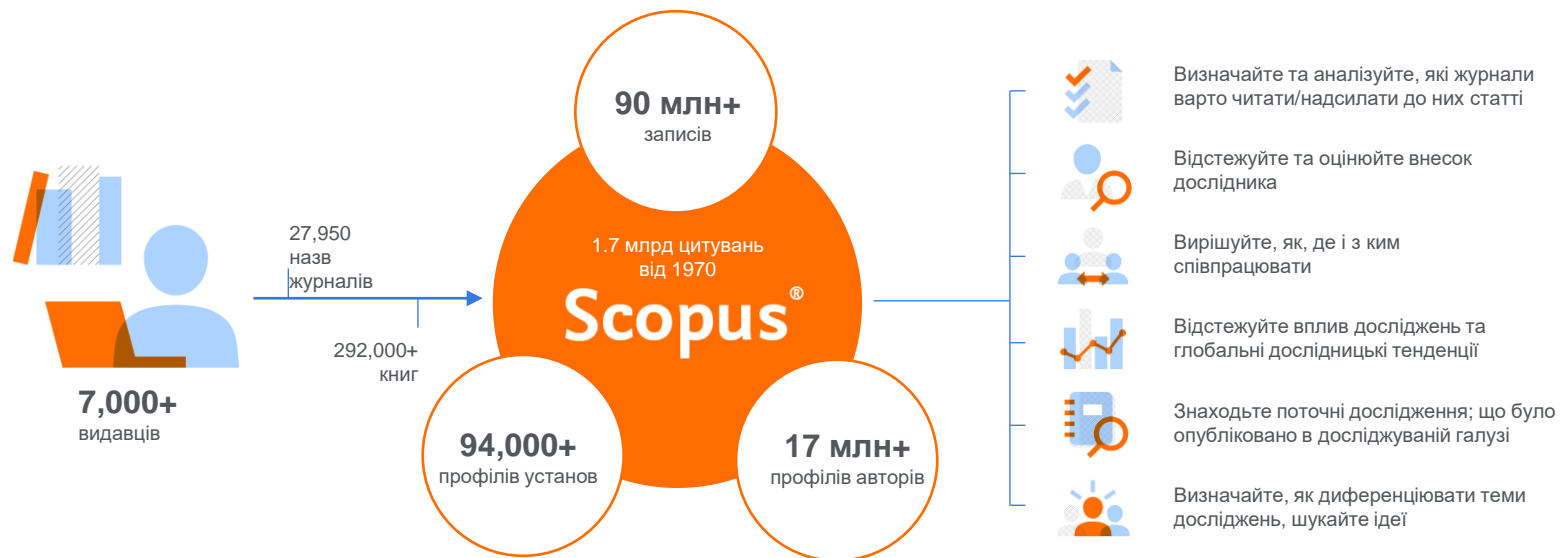 7,000+
видавців
27,950
назв
журналів
292,000+
книг
90 млн+
записів
1.7 млрд цитувань
від 1970
Scopus®
94,000+
профілів установ
17 млн+
профілів авторів
Визначайте та аналізуйте, які журнали
варто читати/надсилати до них статті
Відстежуйте та оцінюйте внесок
дослідника
Вирішуйте, як, де і з ким
співпрацювати
Відстежуйте вплив досліджень та
глобальні дослідницькі тенденції
Знаходьте поточні дослідження; що було
опубліковано в досліджуваній галузі
Визначайте, як диференціювати теми
досліджень, шукайте ідеї